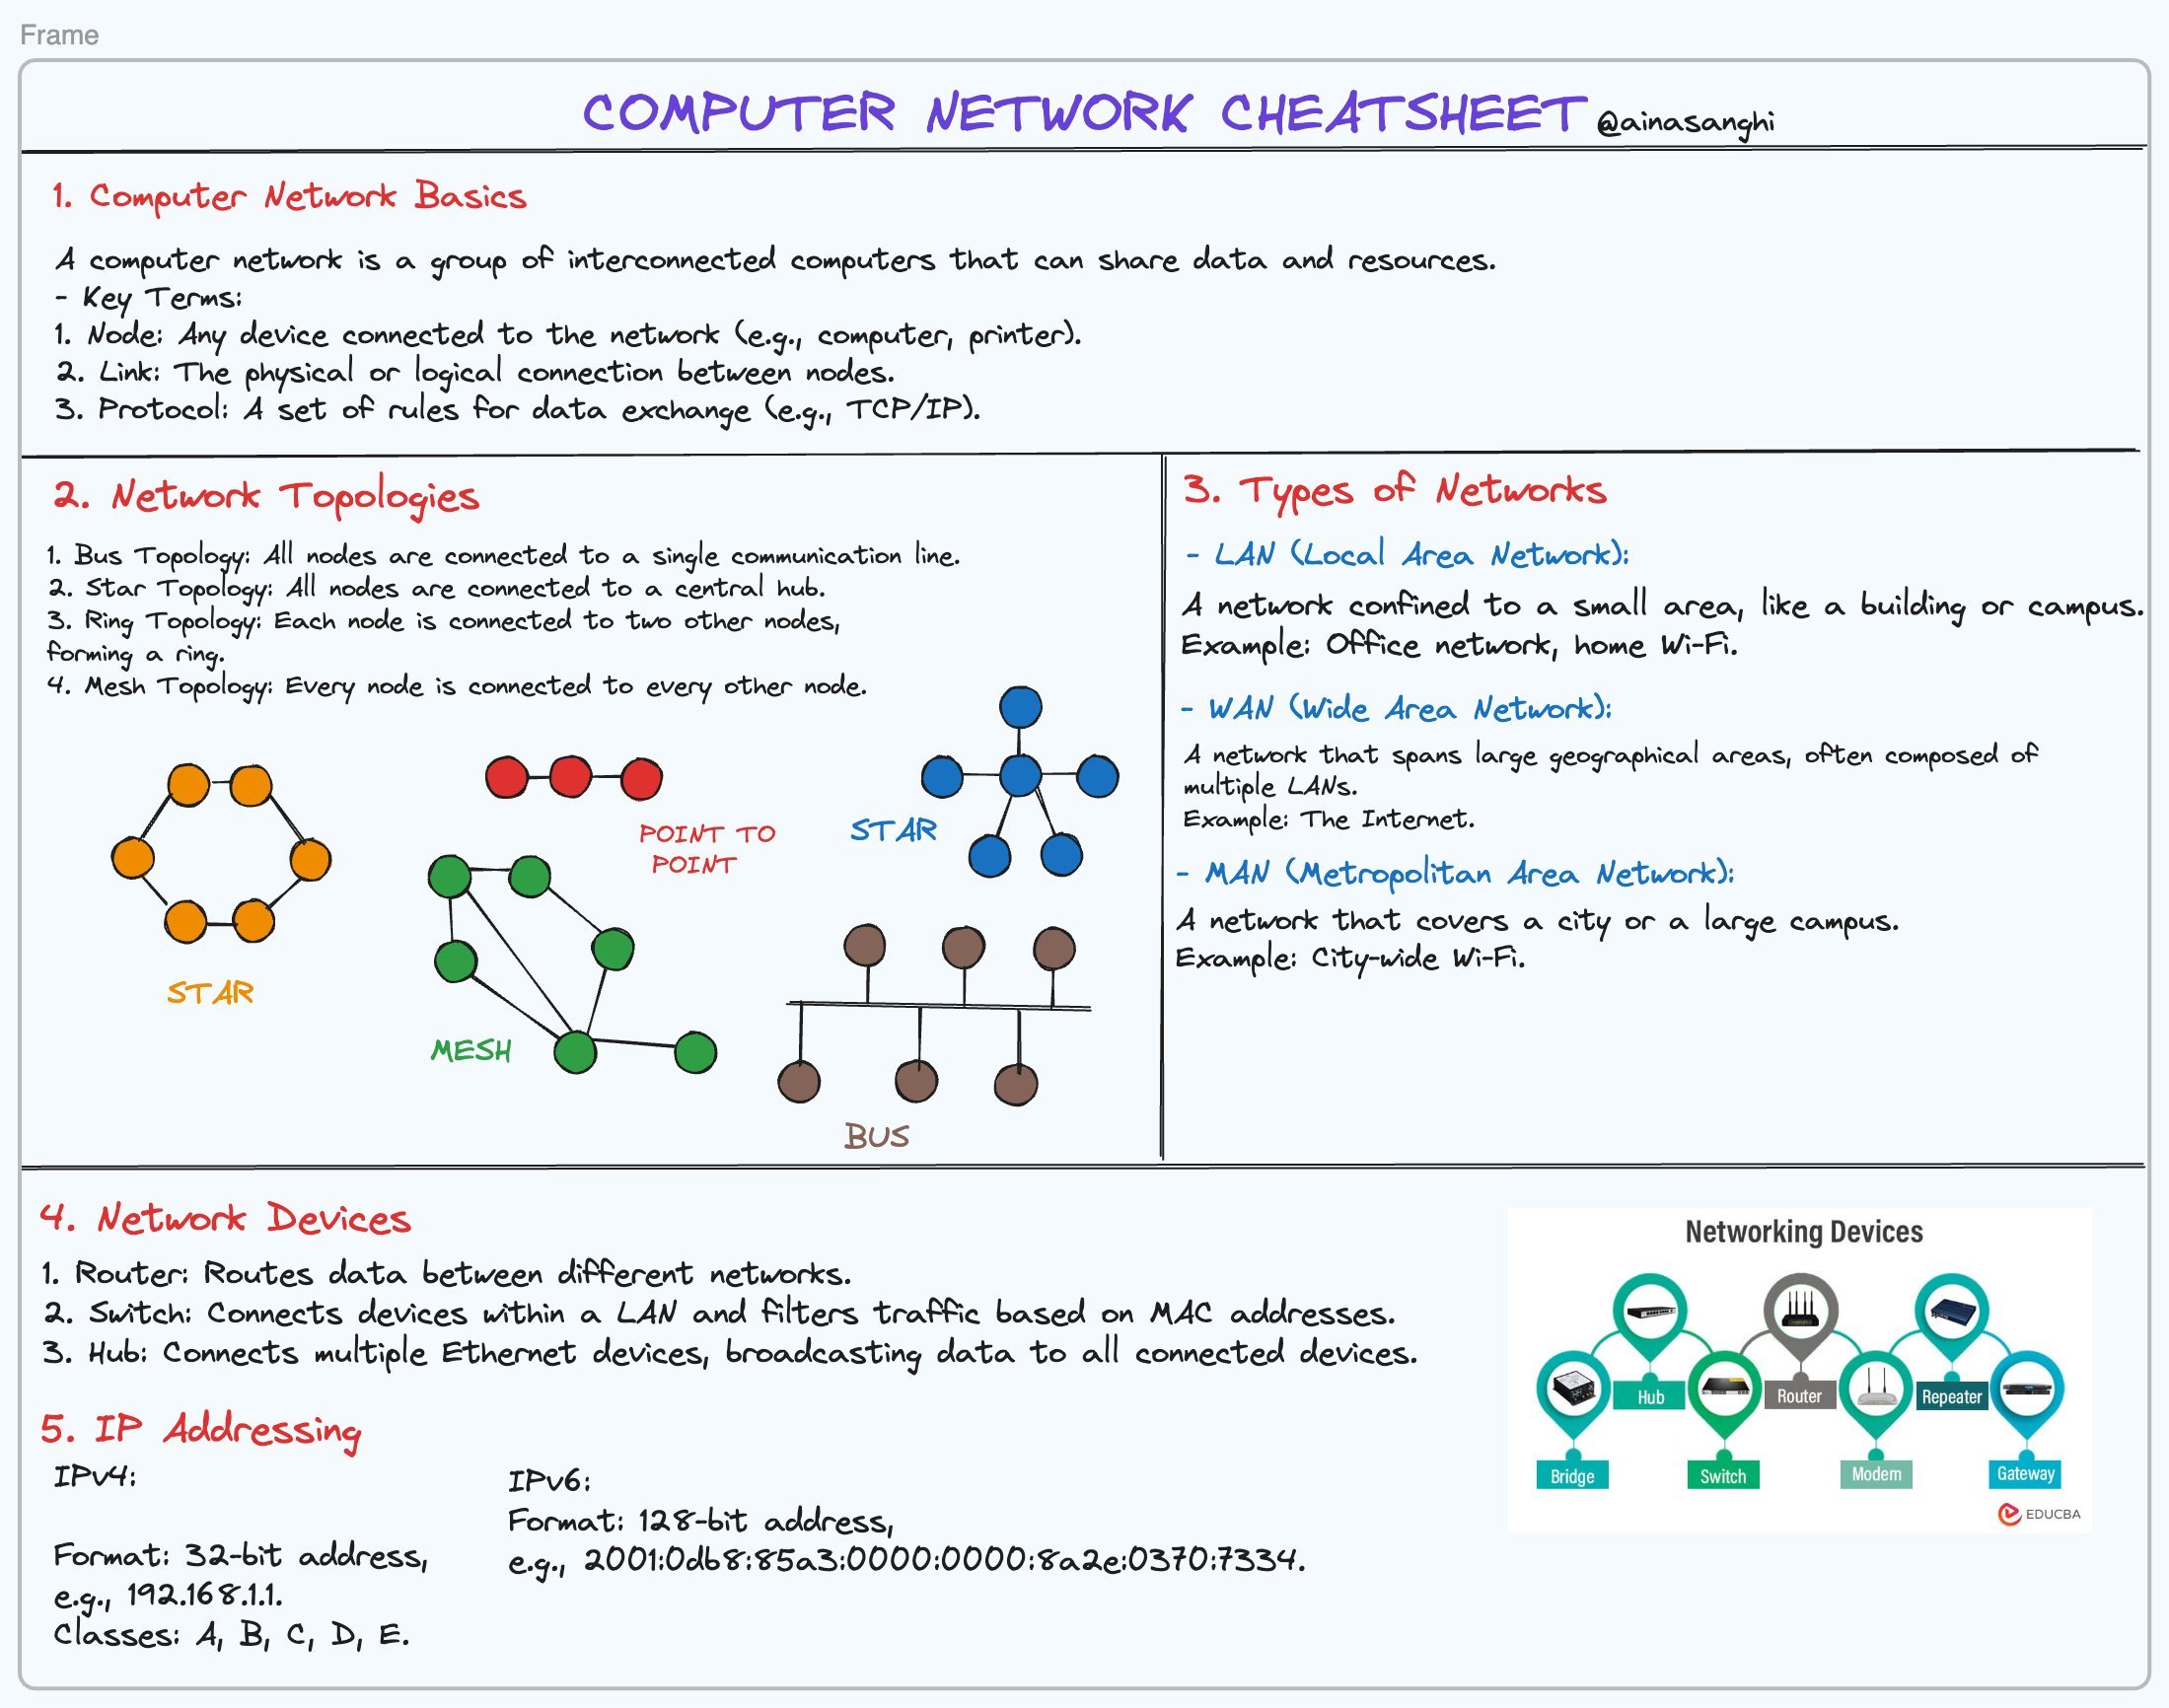 Frame
COMPUTER NETWORK CHEATSHEET @ainasanghi
1. Computer Network Basics
A computer network is a group of interconnected computers that can share data and resources.
- Key Terms:
1. Node: Any device connected to the network (e.g., computer, printer).
2. Link: The physical or logical connection between nodes.
3. Protocol: A set of rules for data exchange (e.g., TCP/IP).
2. Network Topologies
1. Bus Topology: All nodes are connected to a single communication line.
2. Star Topology: All nodes are connected to a central hub.
3. Ring Topology: Each node is connected to two other nodes,
forming a ring.
4. Mesh Topology: Every node is connected to every other node.
POINT TO
POINT
STAR
STAR
MESH
BUS
3. Types of Networks
- LAN (Local Area Network):
A network confined to a small area, like a building or campus.
Example: Office network, home Wi-Fi.
- WAN (Wide Area Network):
A network that spans large geographical areas, often composed of
multiple LANs.
Example: The Internet.
- MAN (Metropolitan Area Network):
A network that covers a city or a large campus.
Example: City-wide Wi-Fi.
4. Network Devices
1. Router: Routes data between different networks.
2. Switch: Connects devices within a LAN and filters traffic based on MAC addresses.
3. Hub: Connects multiple Ethernet devices, broadcasting data to all connected devices.
5. IP Addressing
IPv4:
Format: 32-bit address,
e.g., 192.168.1.1.
Classes: A, B, C, D, E.
IPv6:
Format: 128-bit address,
e.g., 2001:0db8:85a3:0000:0000:8a2e:0370:7334.
Networking Devices
Hub
Router
Repeater
Bridge
Switch
Modem
Gateway
EDUCBA